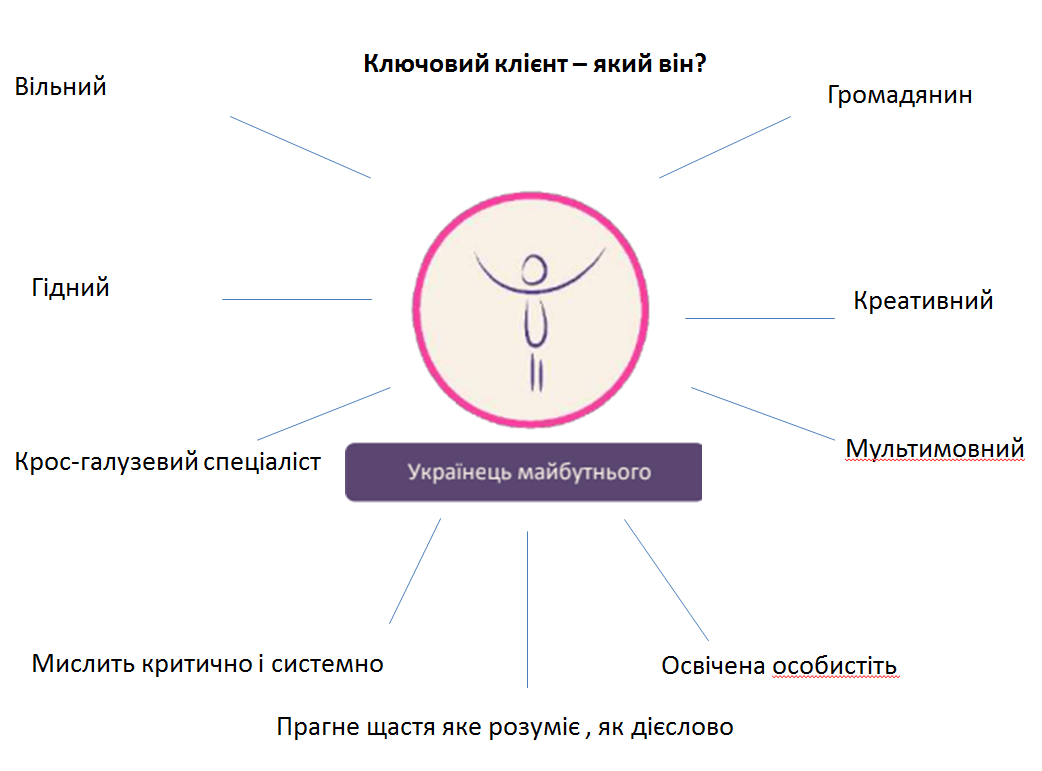 Ключовий клієнт – який він?
Вільний
Громадянин
Гідний
Креативний
Крос-галузевий спеціаліст
Мультимовний
Українець майбутнього
Мислить критично і системно
Освічена особистіть
Прагне щастя яке розуміє , як дієслово